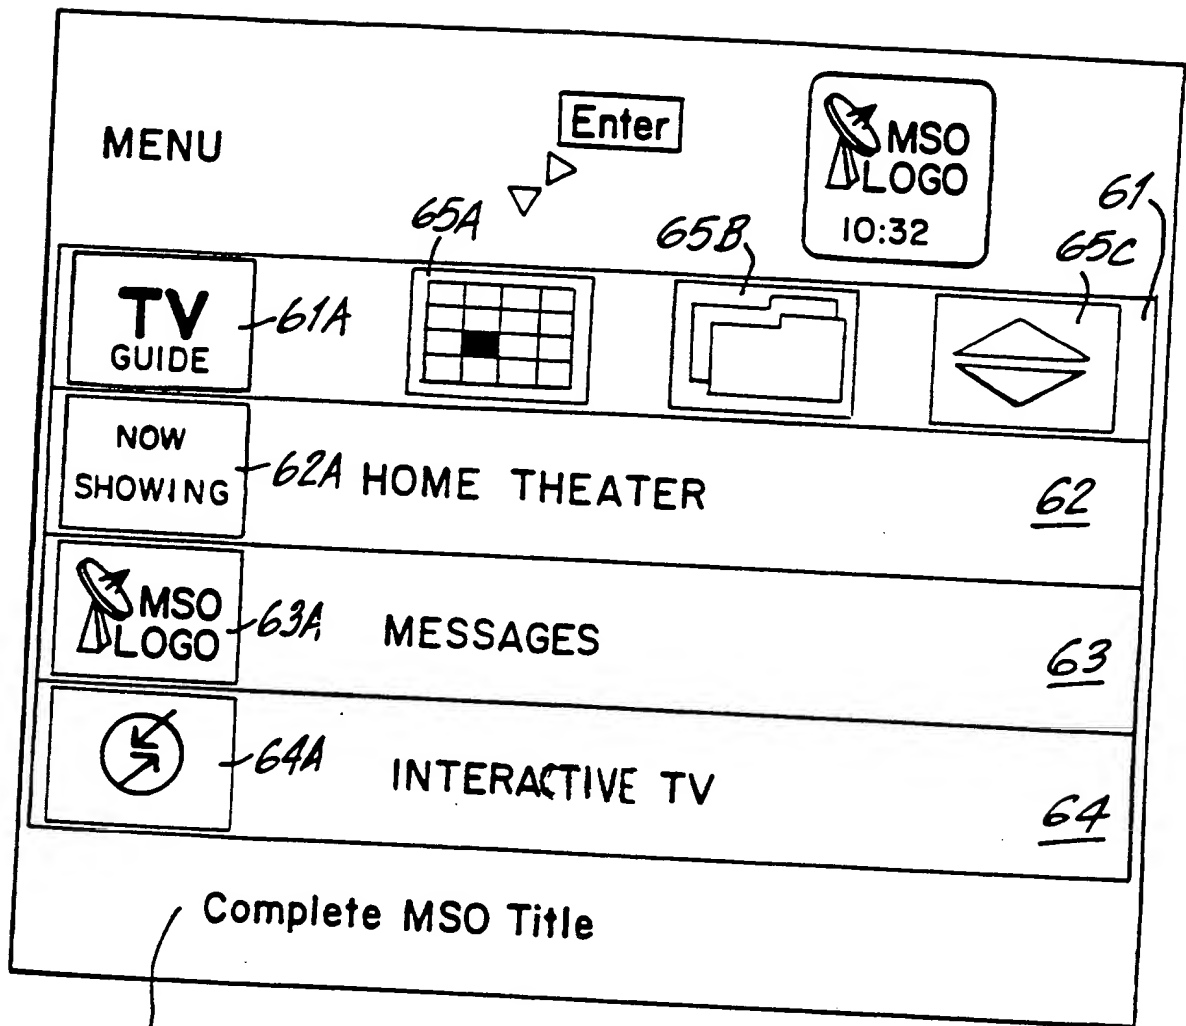 MENU
Enter
MSO
LOGO
10:32
61
65A
65B
65C
TV
GUIDE
61A
NOW
SHOWING
62A
HOME THEATER
62
MSO
LOGO
63A
MESSAGES
63
64A
INTERACTIVE TV
64
Complete MSO Title